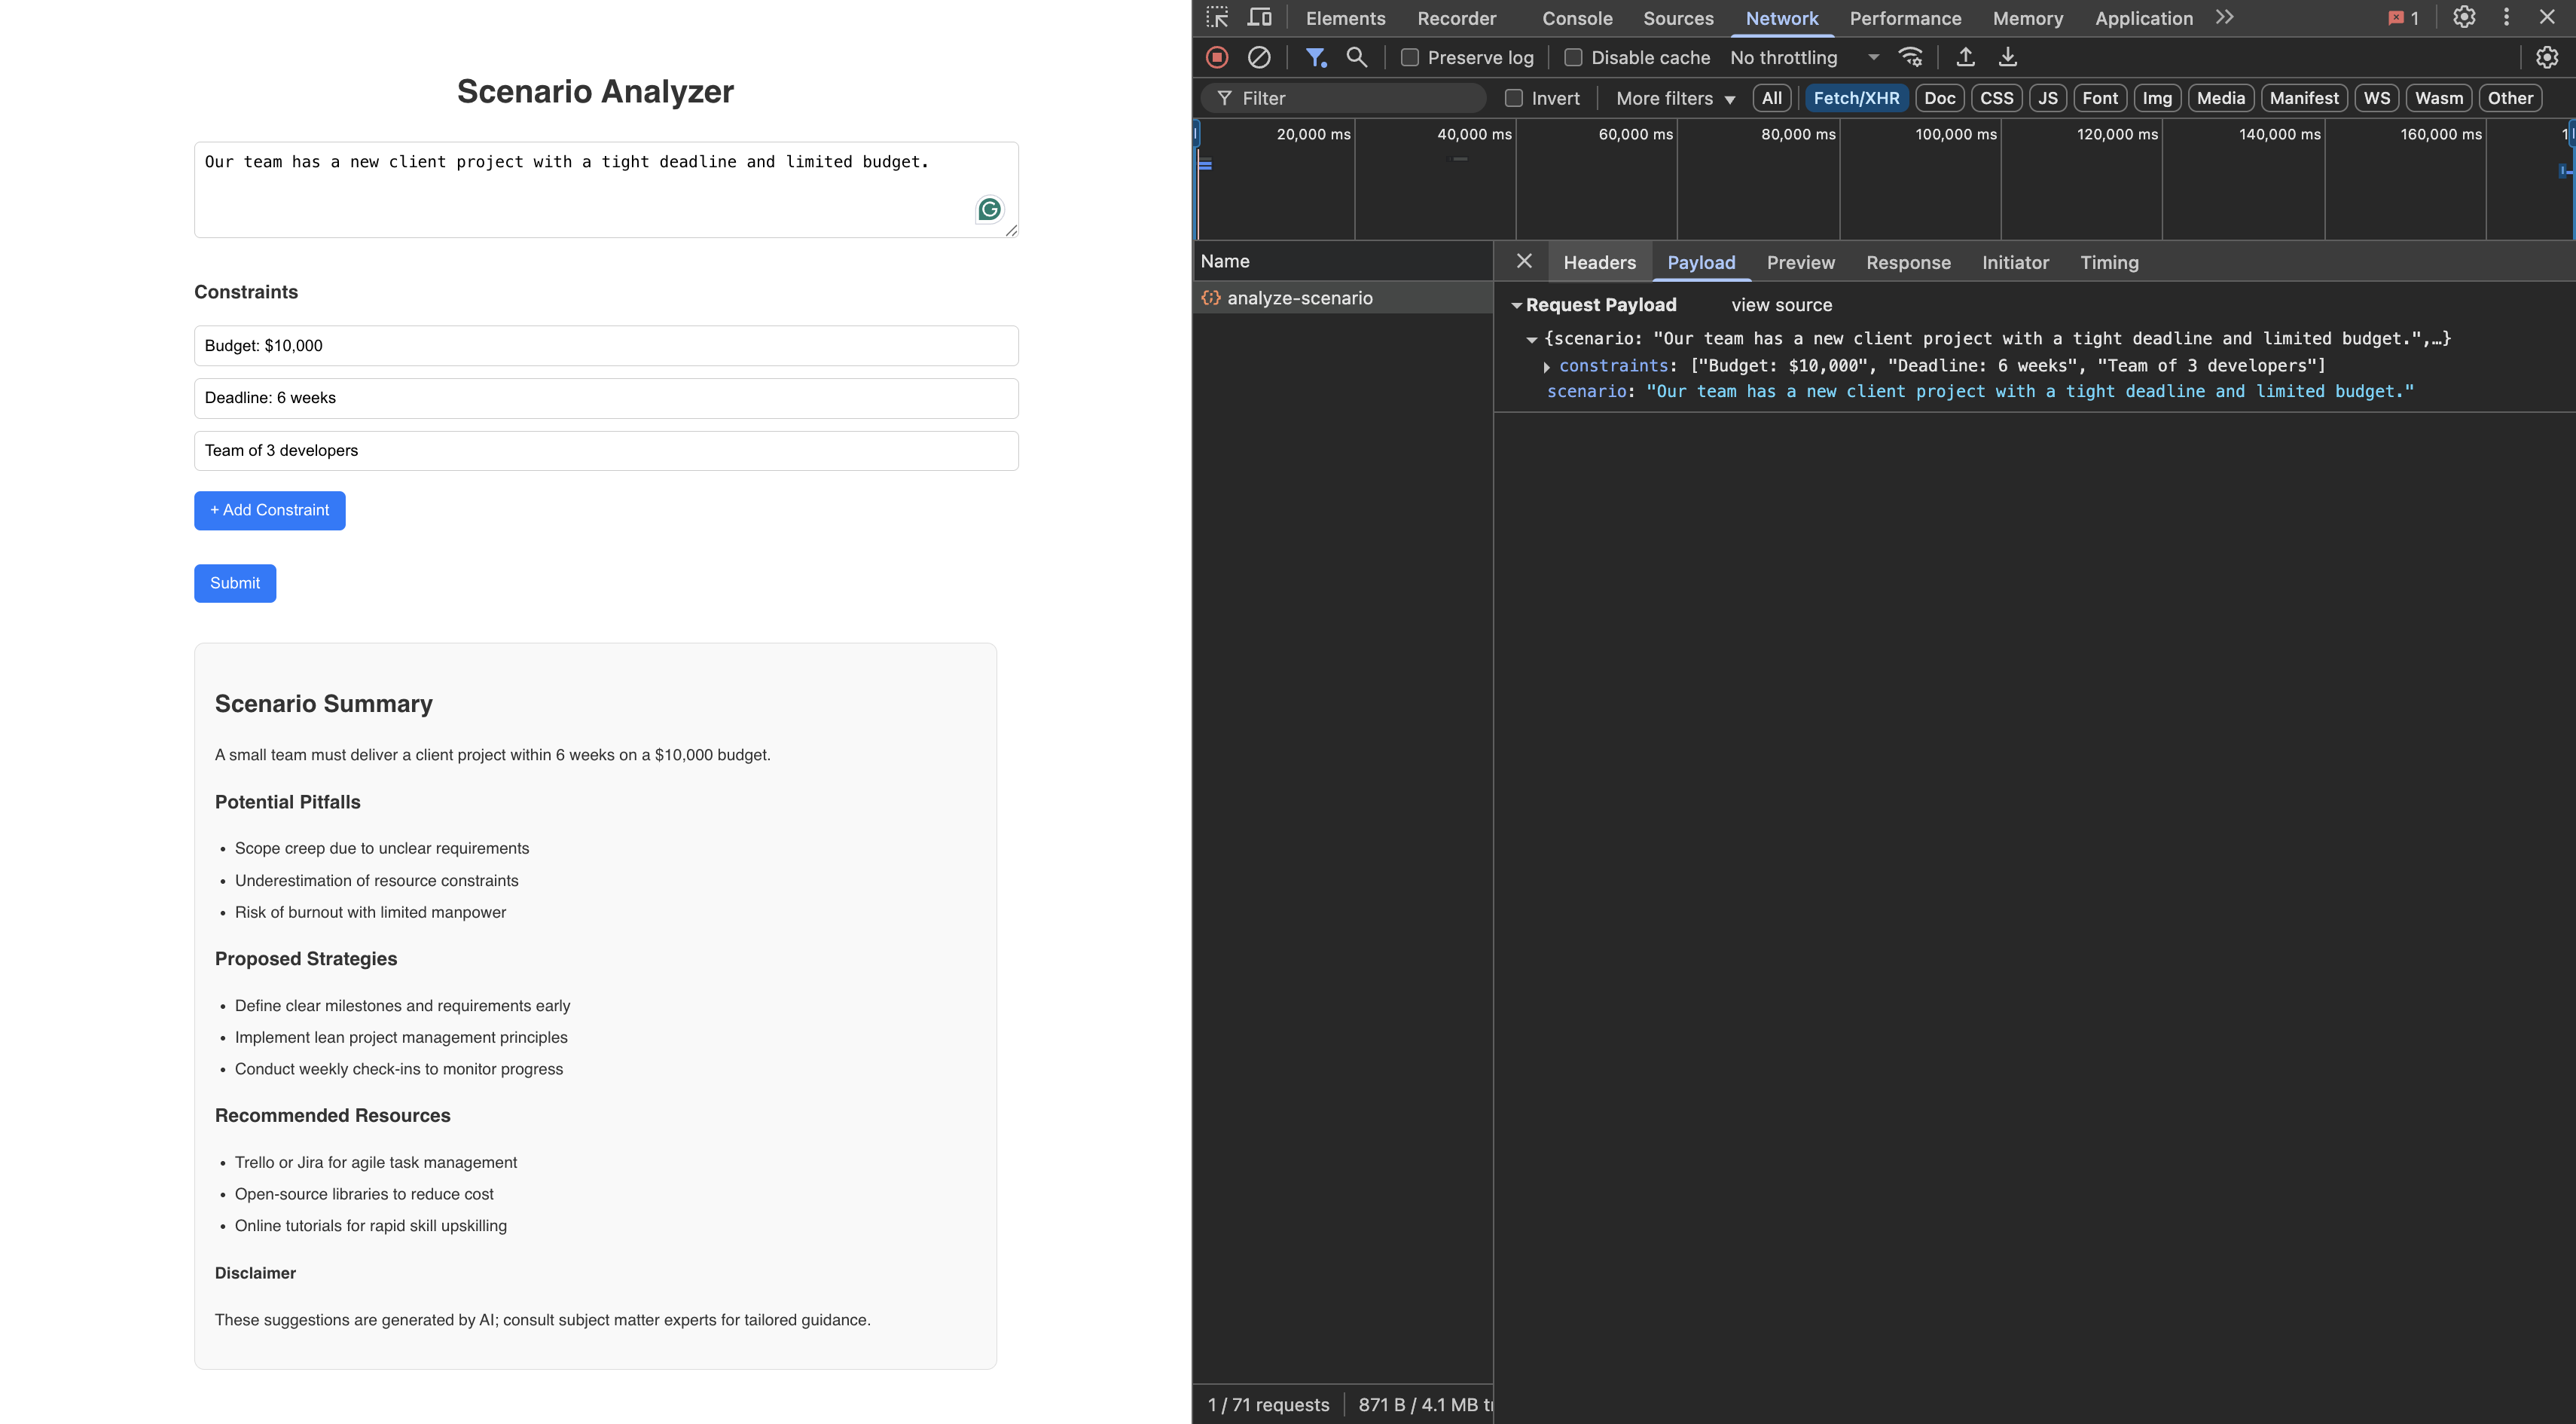 Scenario Analyzer
Our team has a new client project with a tight deadline and limited budget.
Constraints
Budget: $10,000
Deadline: 6 weeks
Team of 3 developers
+ Add Constraint
Submit
Scenario Summary
A small team must deliver a client project within 6 weeks on a $10,000 budget.
Potential Pitfalls
• Scope creep due to unclear requirements
• Underestimation of resource constraints
• Risk of burnout with limited manpower
Proposed Strategies
• Define clear milestones and requirements early
• Implement lean project management principles
• Conduct weekly check-ins to monitor progress
Recommended Resources
• Trello or Jira for agile task management
• Open-source libraries to reduce cost
• Online tutorials for rapid skill upskilling
Disclaimer
These suggestions are generated by AI; consult subject matter experts for tailored guidance.
Elements Recorder Console Sources Network Performance Memory Application 1
Preserve log Disable cache No throttling
Filter Invert More filters All Fetch/XHR Doc CSS JS Font Img Media Manifest WS Wasm Other
20,000 ms 40,000 ms 60,000 ms 80,000 ms 100,000 ms 120,000 ms 140,000 ms 160,000 ms
Name
analyze-scenario
Headers Payload Preview Response Initiator Timing
Request Payload view source
{scenario: "Our team has a new client project with a tight deadline and limited budget.",…}
constraints: ["Budget: $10,000", "Deadline: 6 weeks", "Team of 3 developers"]
scenario: "Our team has a new client project with a tight deadline and limited budget."
1 / 71 requests 871 B / 4.1 MB